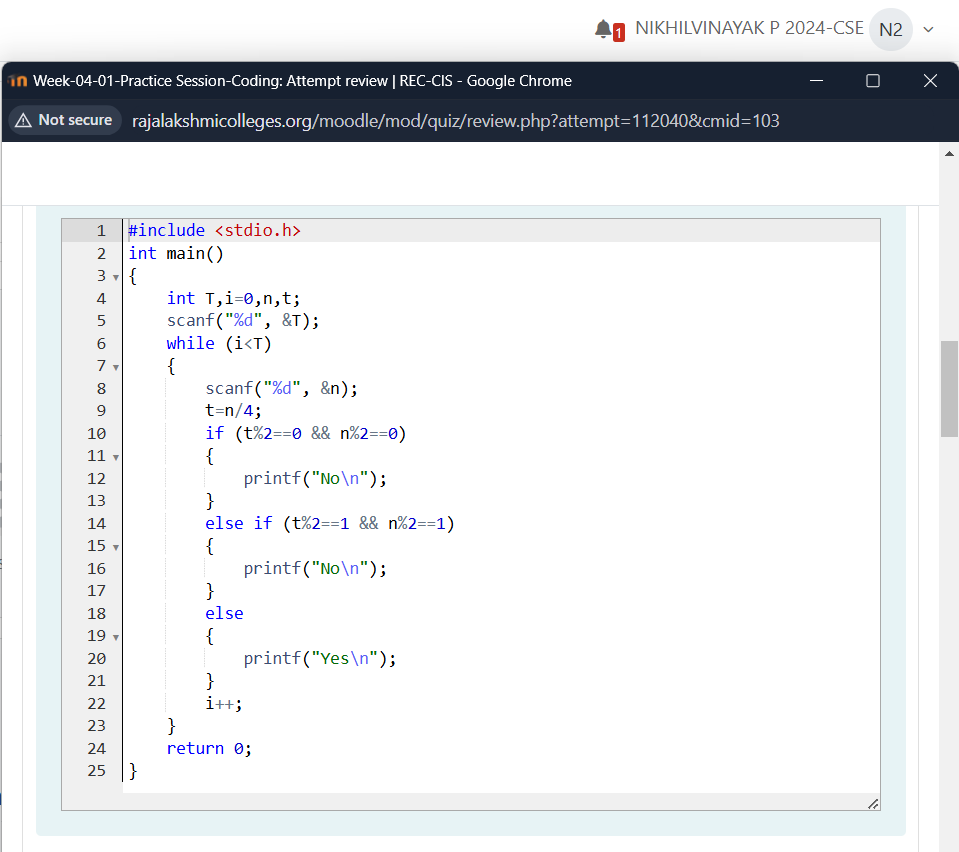 1
NIKHILVINAYAK P 2024-CSE
N2
Week-04-01-Practice Session-Coding: Attempt review | REC-CIS - Google Chrome
Not secure
rajalakshmicolleges.org/moodle/mod/quiz/review.php?attempt=112040&cmid=103
1 #include <stdio.h>
2 int main()
3 {
4     int T,i=0,n,t;
5     scanf("%d", &T);
6     while (i<T)
7     {
8         scanf("%d", &n);
9         t=n/4;
10         if (t%2==0 && n%2==0)
11         {
12             printf("No\n");
13         }
14         else if (t%2==1 && n%2==1)
15         {
16             printf("No\n");
17         }
18         else
19         {
20             printf("Yes\n");
21         }
22         i++;
23     }
24     return 0;
25 }